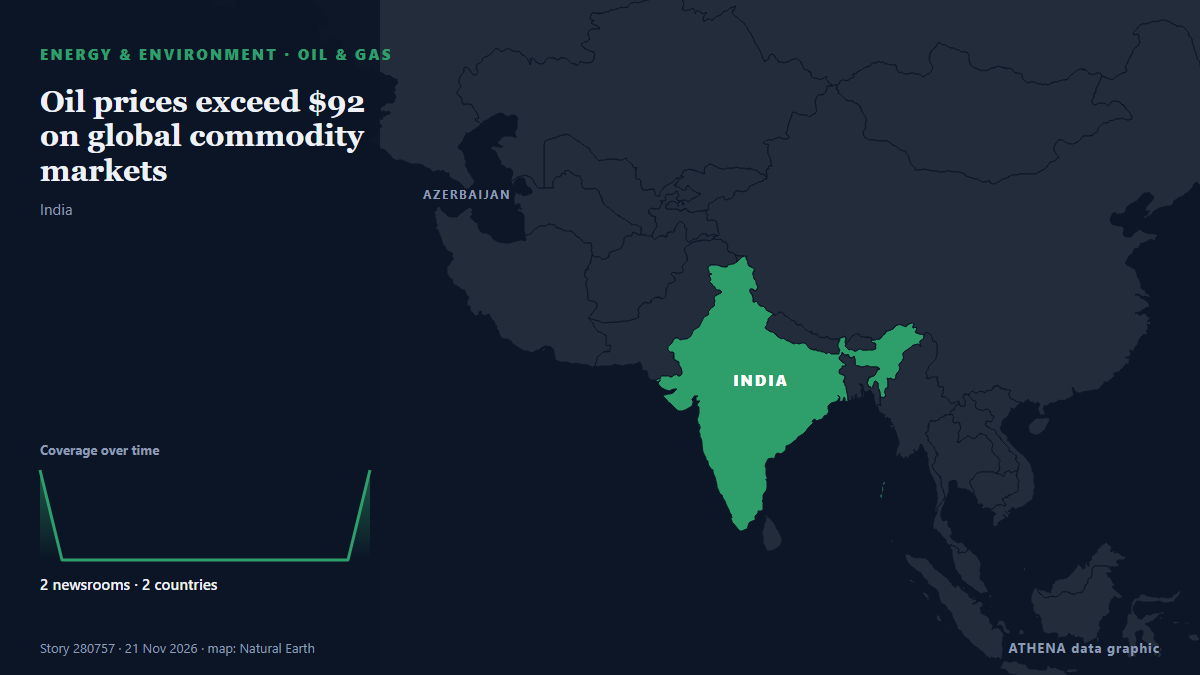 ENERGY & ENVIRONMENT · OIL & GAS
Oil prices exceed $92
on global commodity
markets
India
AZERBAIJAN
INDIA
Coverage over time
2 newsrooms · 2 countries
Story 280757 · 21 Nov 2026 · map: Natural Earth
ATHENA data graphic